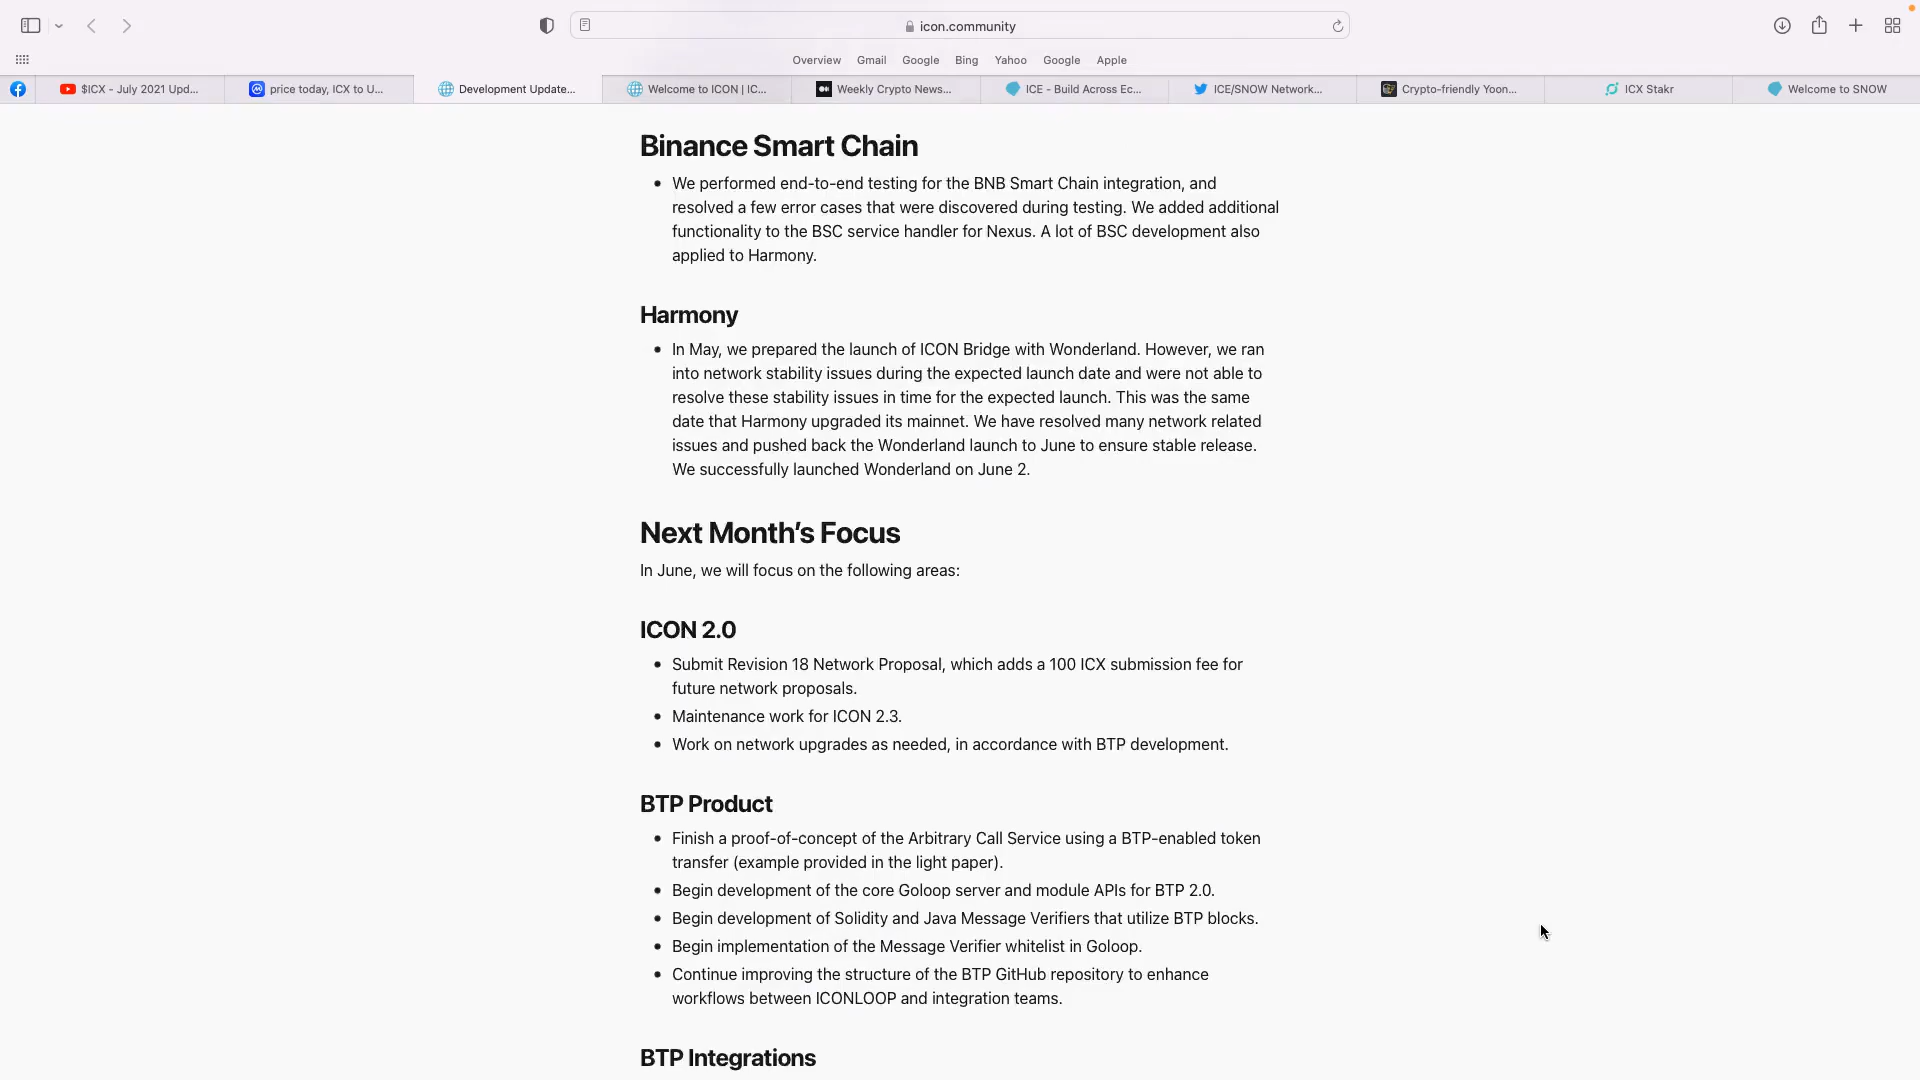 icon.community
Overview Gmail Google Bing Yahoo Google Apple
$ICX - July 2021 Upd...
price today, ICX to U...
Development Update...
Welcome to ICON | IC...
Weekly Crypto News...
ICE - Build Across Ec...
ICE/SNOW Network...
Crypto-friendly Yoon...
ICX Stakr
Welcome to SNOW
Binance Smart Chain
• We performed end-to-end testing for the BNB Smart Chain integration, and
resolved a few error cases that were discovered during testing. We added additional
functionality to the BSC service handler for Nexus. A lot of BSC development also
applied to Harmony.
Harmony
• In May, we prepared the launch of ICON Bridge with Wonderland. However, we ran
into network stability issues during the expected launch date and were not able to
resolve these stability issues in time for the expected launch. This was the same
date that Harmony upgraded its mainnet. We have resolved many network related
issues and pushed back the Wonderland launch to June to ensure stable release.
We successfully launched Wonderland on June 2.
Next Month’s Focus
In June, we will focus on the following areas:
ICON 2.0
• Submit Revision 18 Network Proposal, which adds a 100 ICX submission fee for
future network proposals.
• Maintenance work for ICON 2.3.
• Work on network upgrades as needed, in accordance with BTP development.
BTP Product
• Finish a proof-of-concept of the Arbitrary Call Service using a BTP-enabled token
transfer (example provided in the light paper).
• Begin development of the core Goloop server and module APIs for BTP 2.0.
• Begin development of Solidity and Java Message Verifiers that utilize BTP blocks.
• Begin implementation of the Message Verifier whitelist in Goloop.
• Continue improving the structure of the BTP GitHub repository to enhance
workflows between ICONLOOP and integration teams.
BTP Integrations